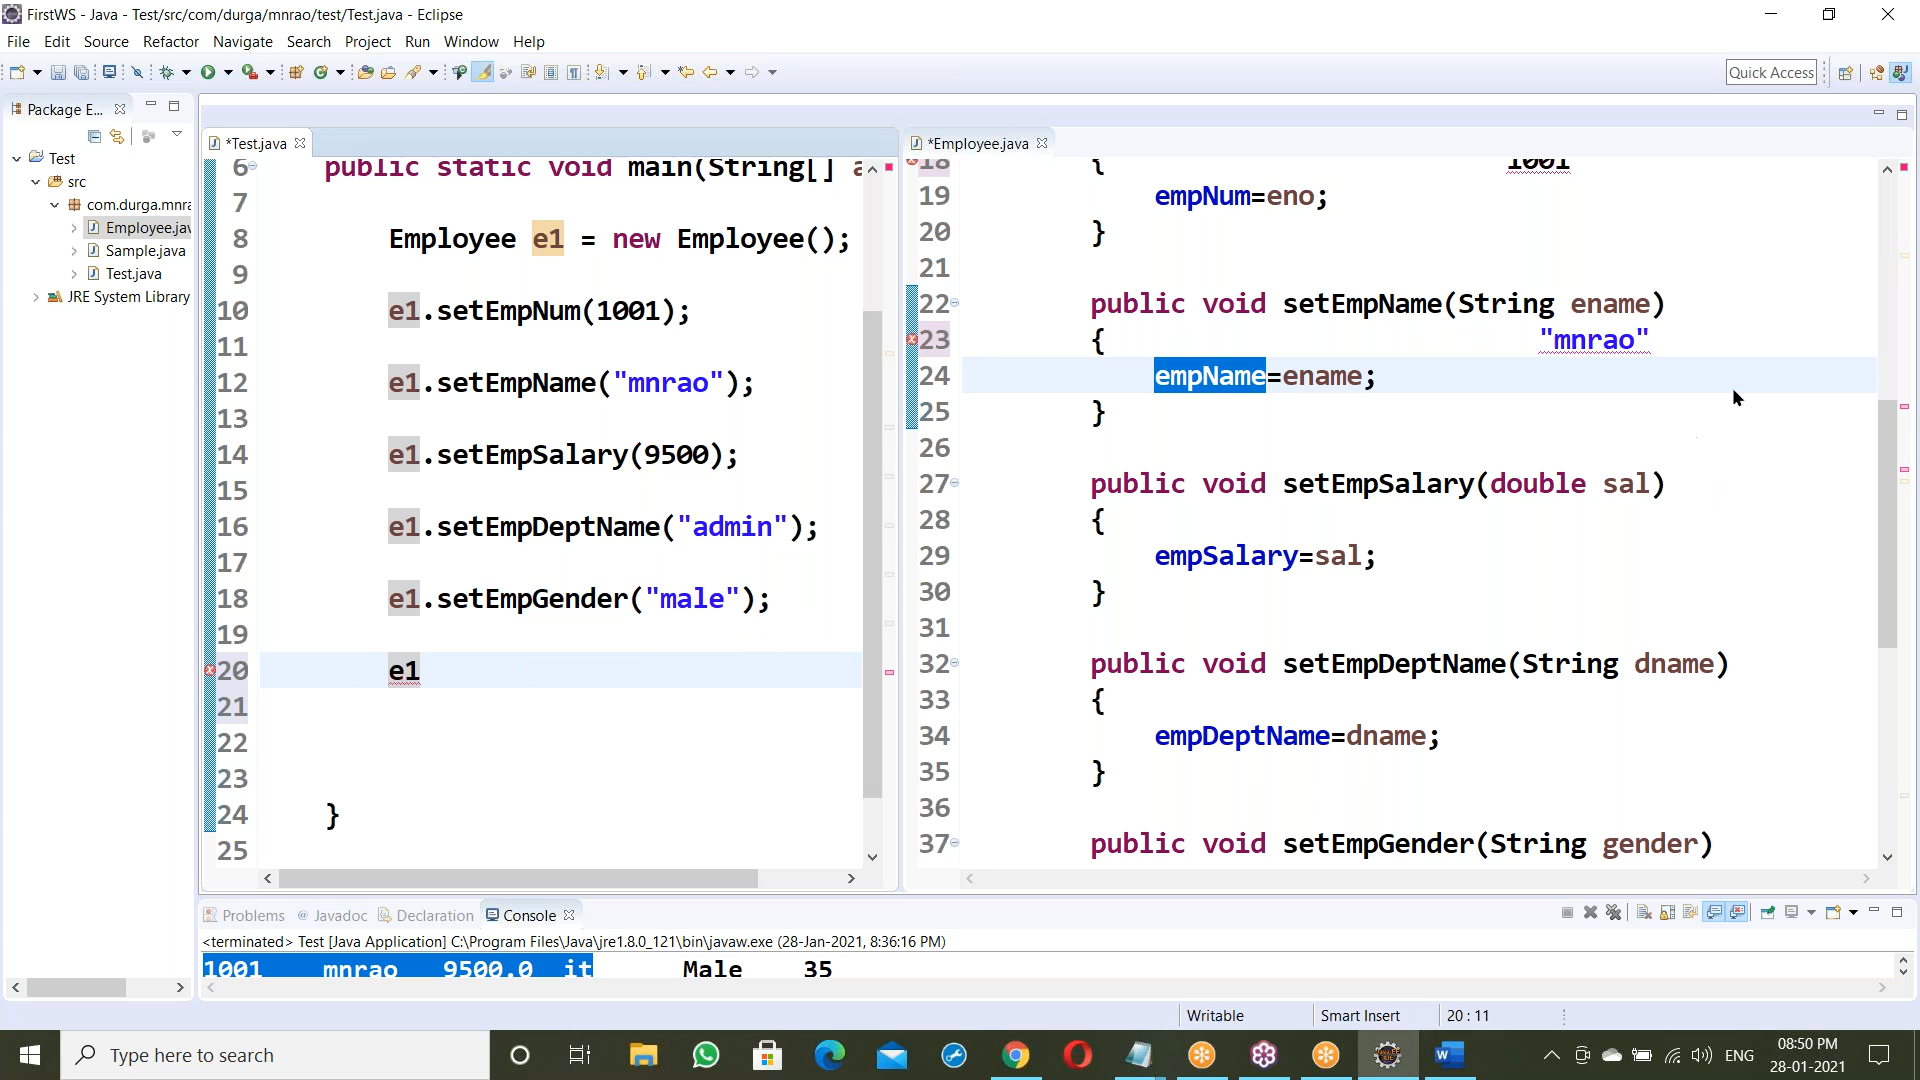 FirstWS - Java - Test/src/com/durga/mnrao/test/Test.java - Eclipse
File Edit Source Refactor Navigate Search Project Run Window Help
Quick Access
Package E...
Test
src
com.durga.mnra
Employee.jav
Sample.java
Test.java
JRE System Library
*Test.java
6 public static void main(String[] a
7
8 Employee e1 = new Employee();
9
10 e1.setEmpNum(1001);
11
12 e1.setEmpName("mnrao");
13
14 e1.setEmpSalary(9500);
15
16 e1.setEmpDeptName("admin");
17
18 e1.setEmpGender("male");
19
20 e1
21
22
23
24 }
25
*Employee.java
18 { 1001
19 empNum=eno;
20 }
21
22 public void setEmpName(String ename)
23 { "mnrao"
24 empName=ename;
25 }
26
27 public void setEmpSalary(double sal)
28 {
29 empSalary=sal;
30 }
31
32 public void setEmpDeptName(String dname)
33 {
34 empDeptName=dname;
35 }
36
37 public void setEmpGender(String gender)
Problems @ Javadoc Declaration Console
<terminated> Test [Java Application] C:\Program Files\Java\jre1.8.0_121\bin\javaw.exe (28-Jan-2021, 8:36:16 PM)
1001 mnrao 9500.0 it Male 35
Writable Smart Insert 20 : 11
Type here to search
ENG
08:50 PM
28-01-2021